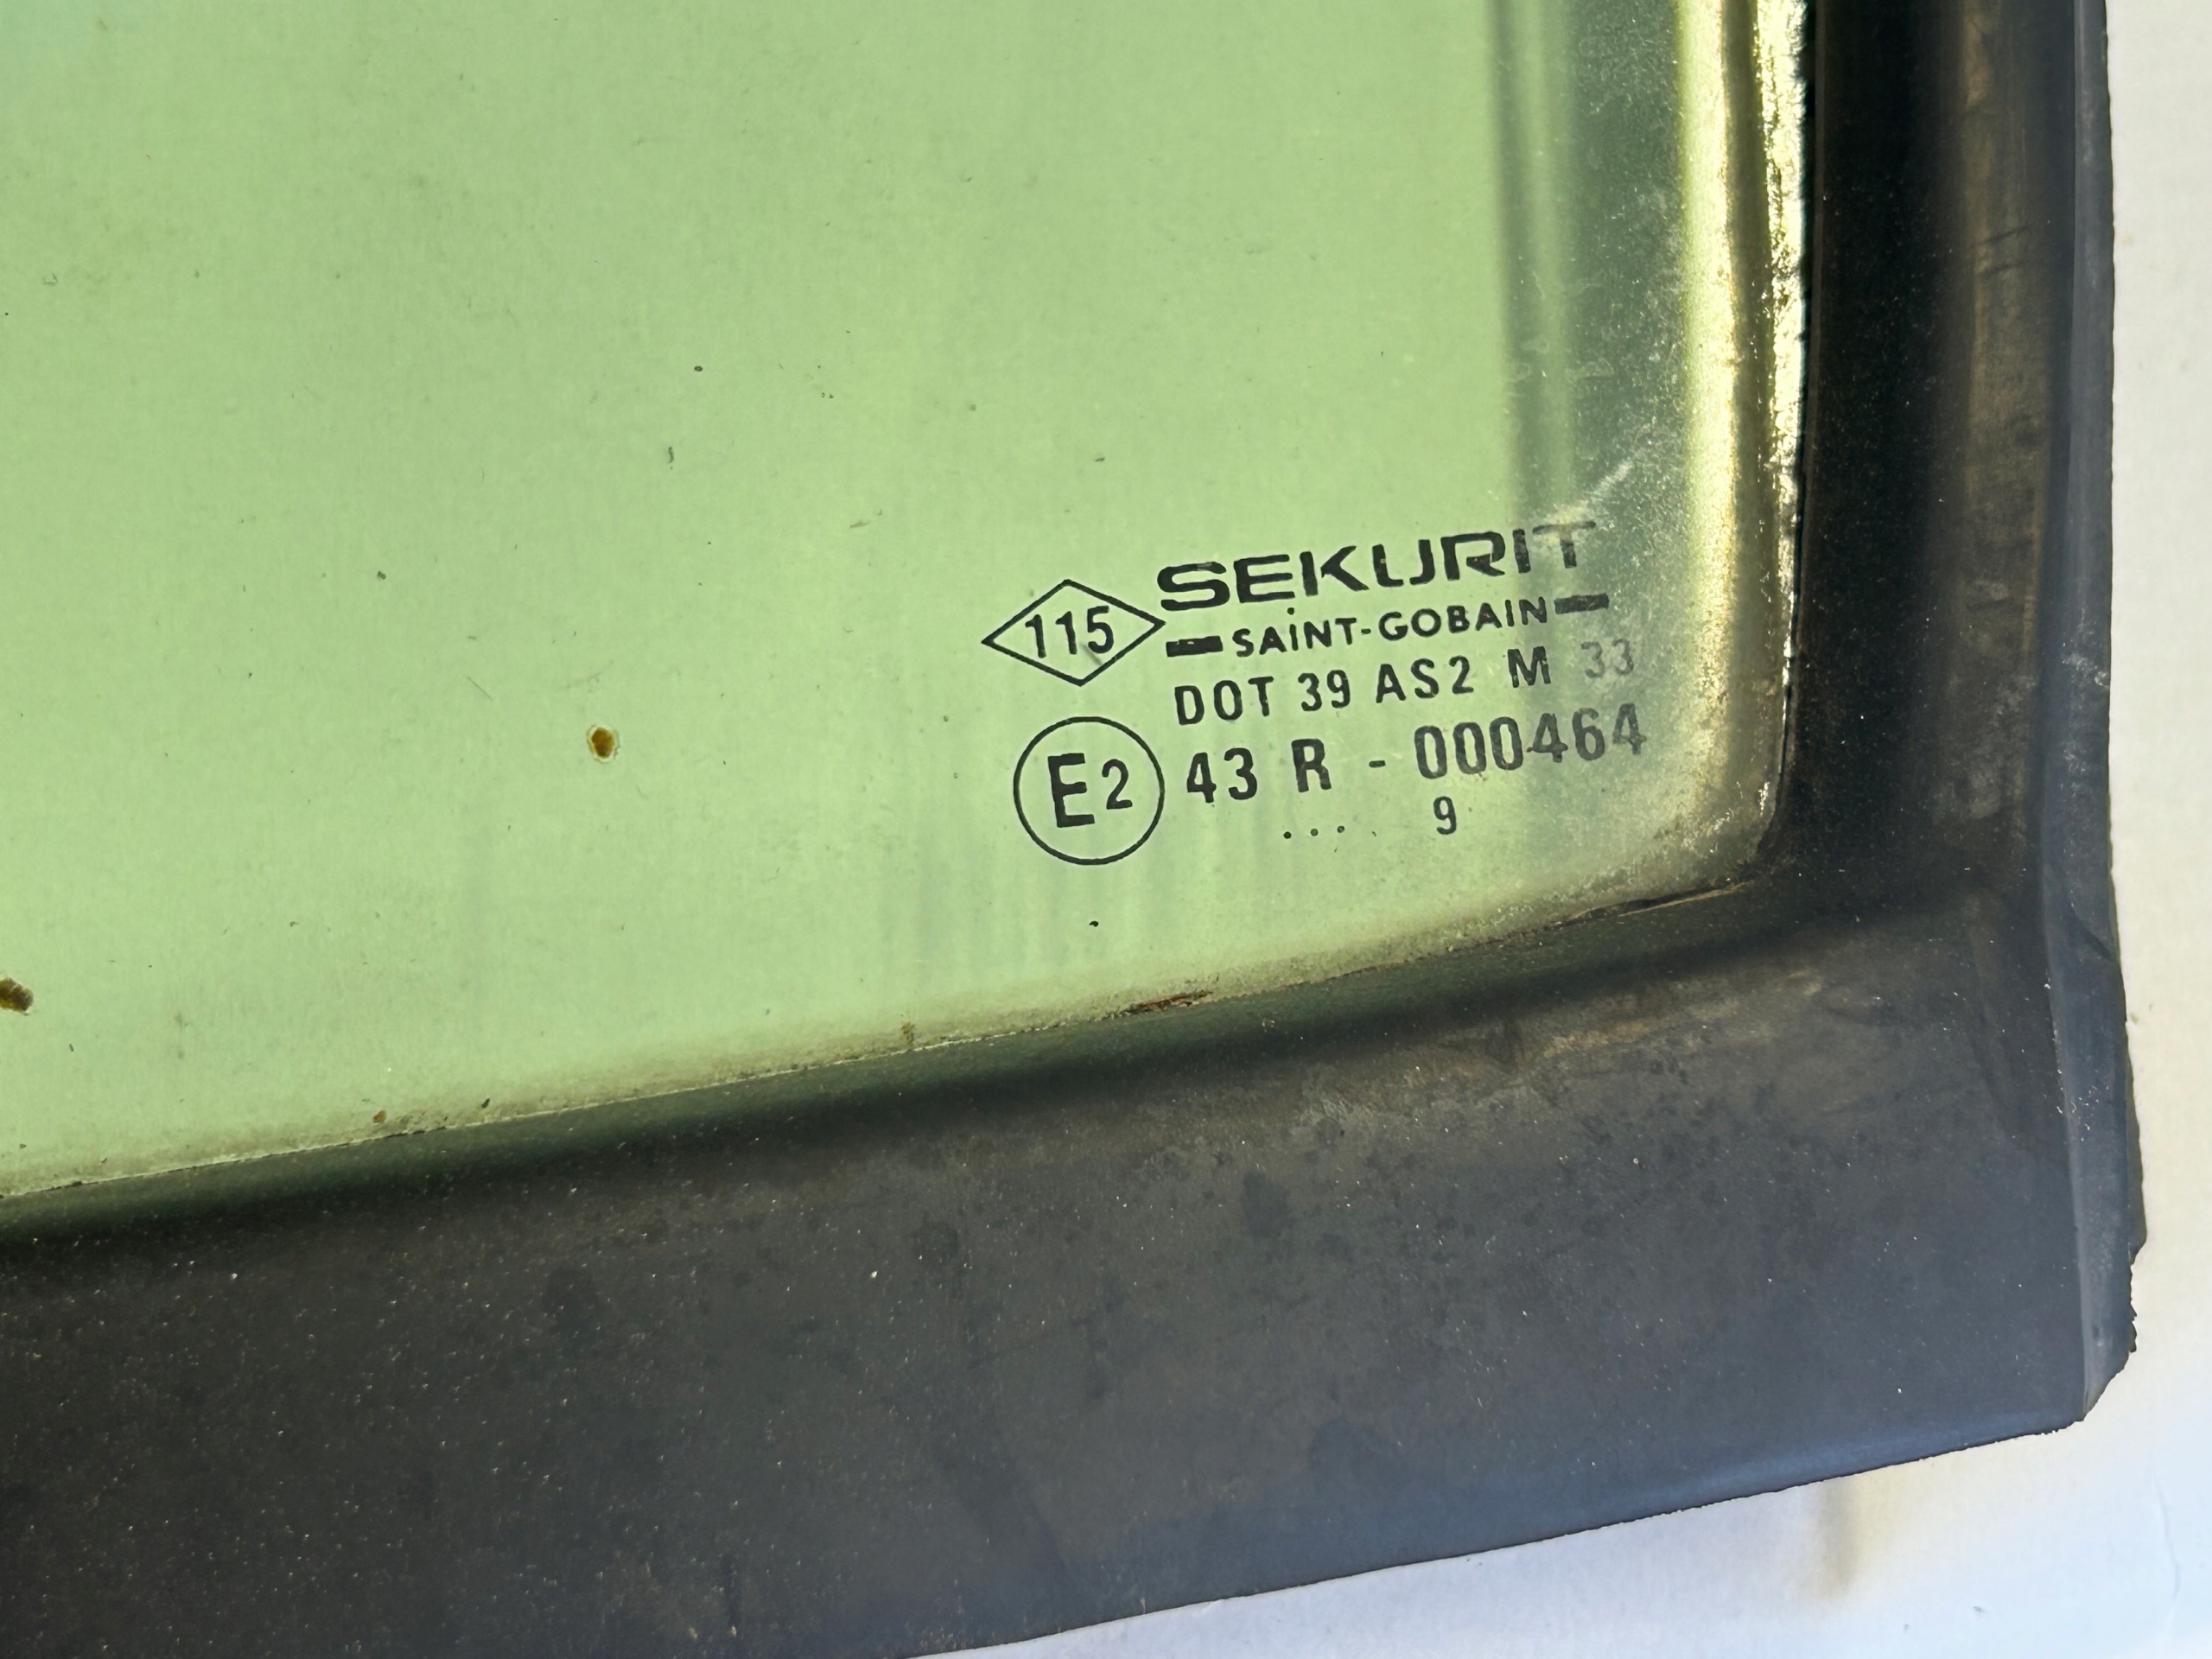 SEKURIT
115
SAINT-GOBAIN
DOT 39 AS2 M 33
E2 43 R - 000464
.... 9